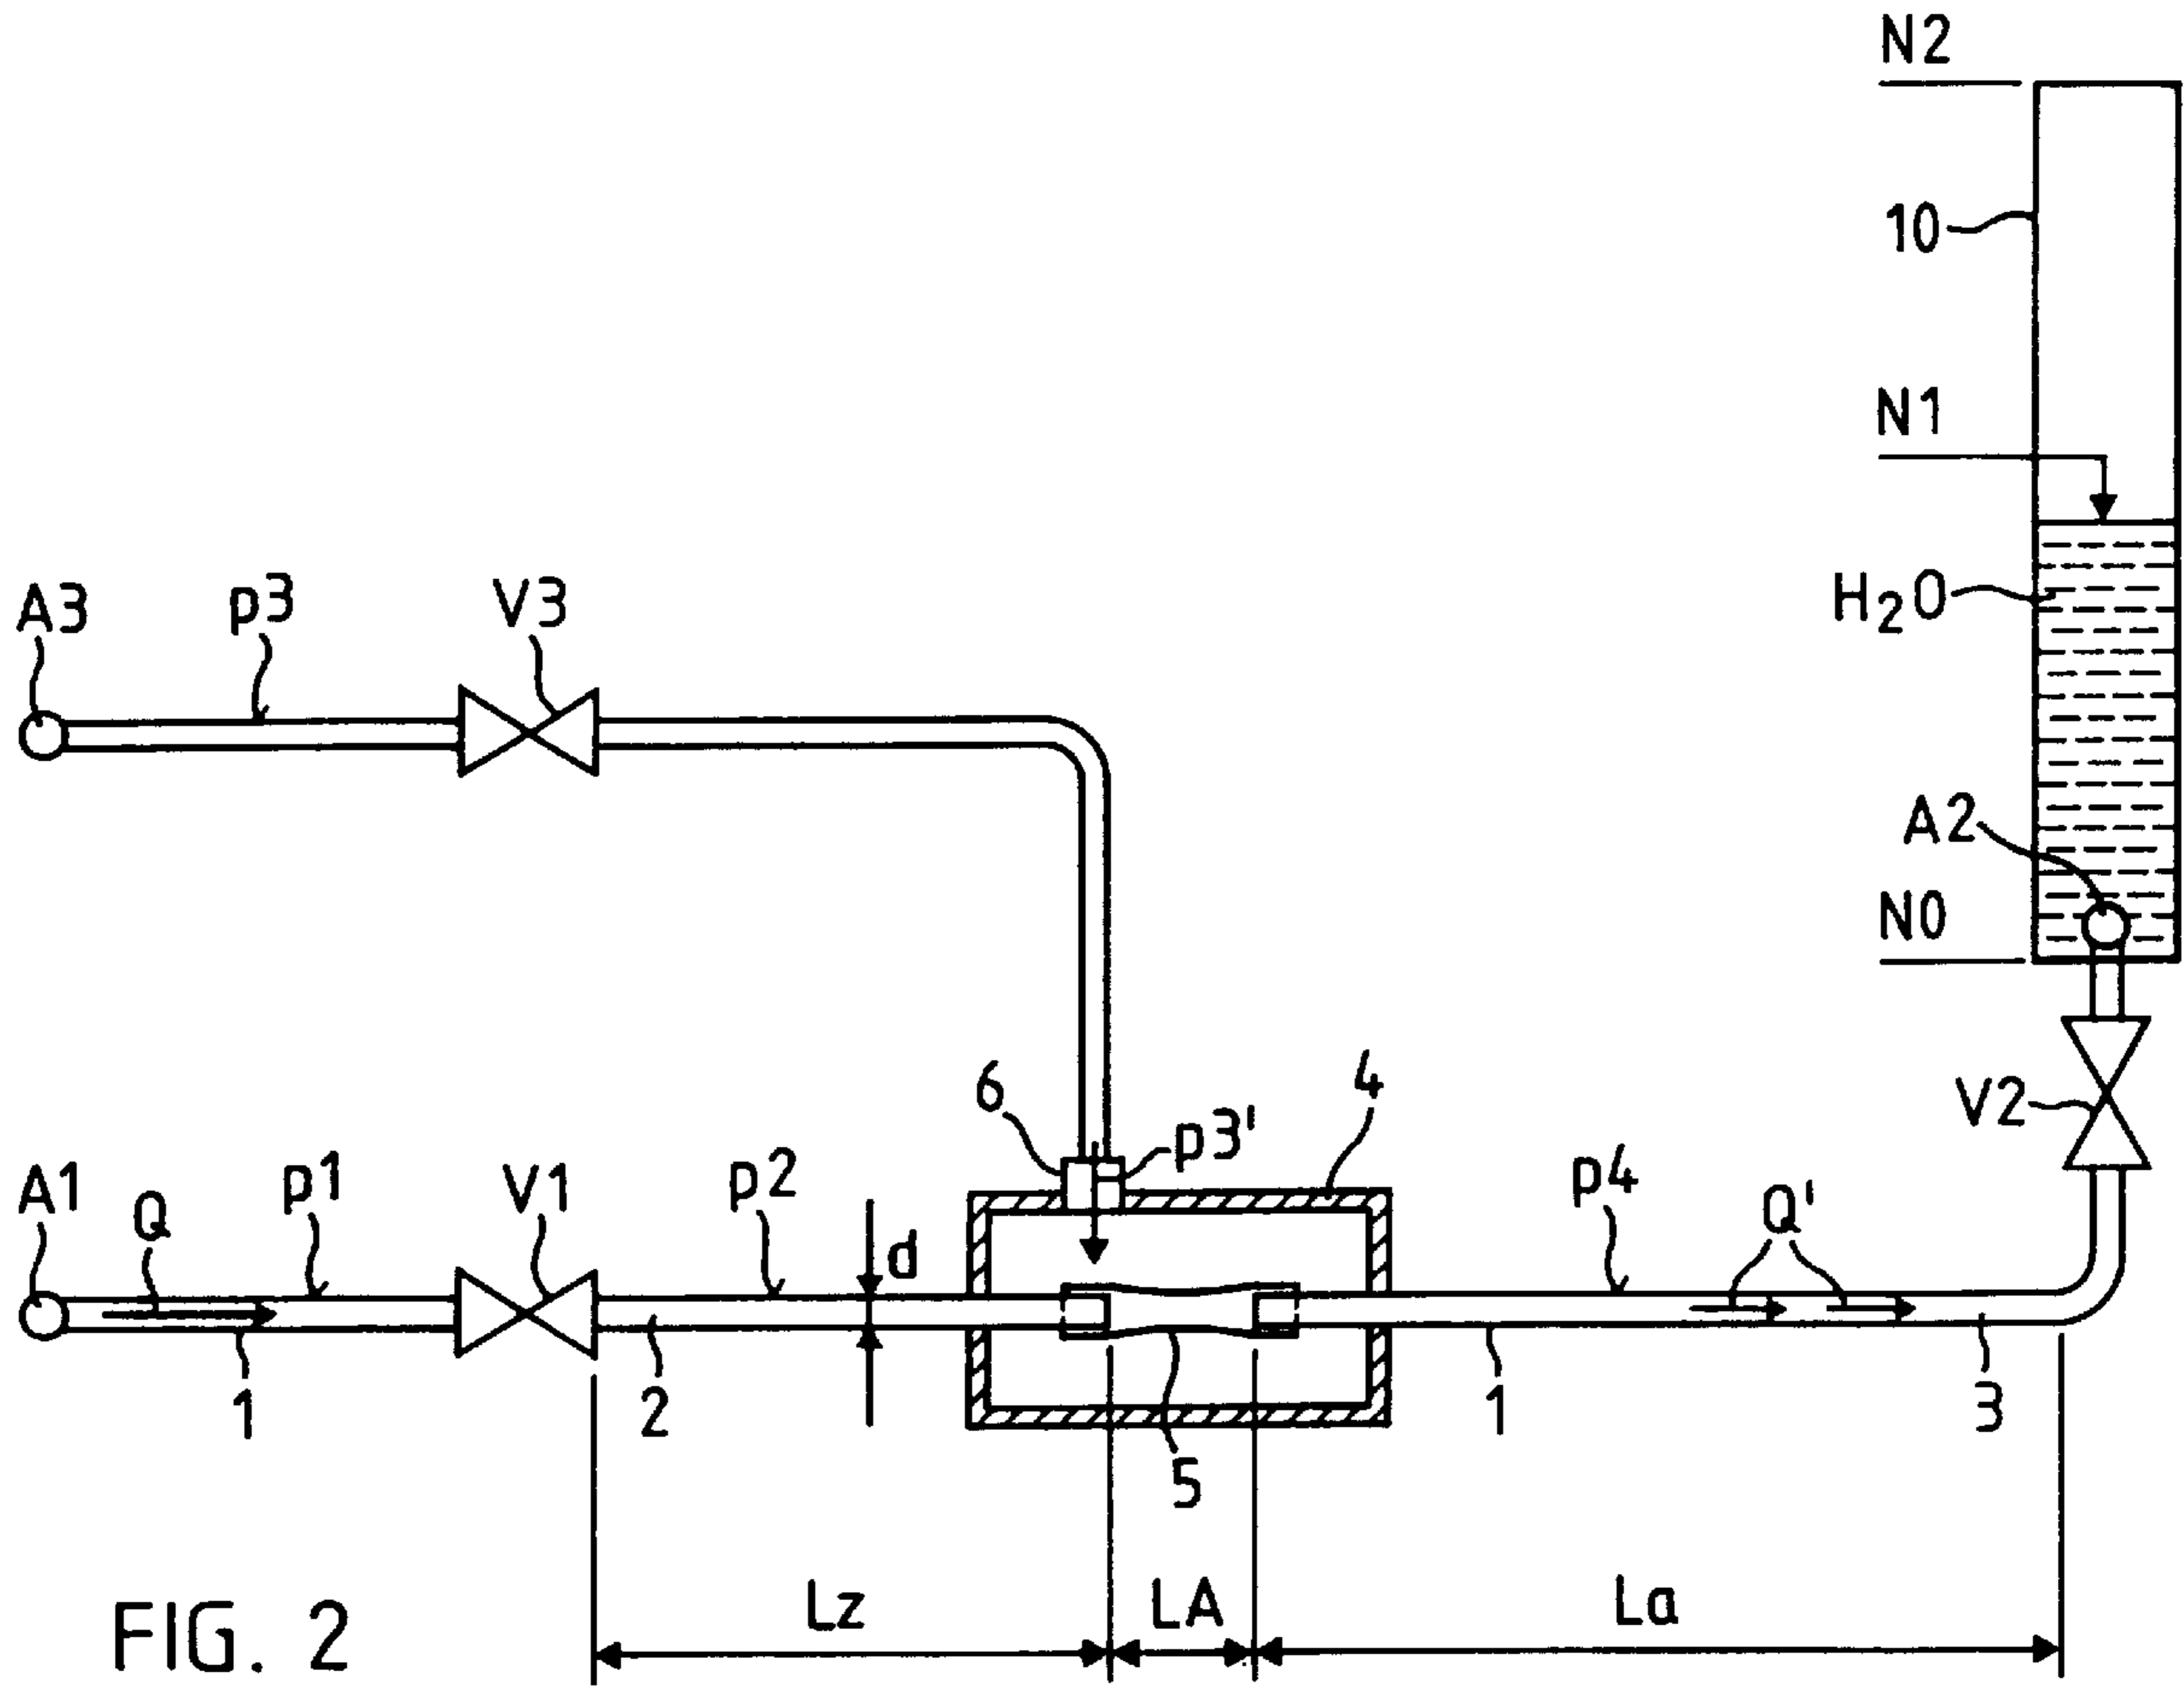 N2
10
N1
A3 p3 V3
H2O
A2
N0
6 p3' 4 V2
A1 Q p1 V1 p2 d p4 Q'
1 2 5 1 3
Lz LA La
FIG. 2